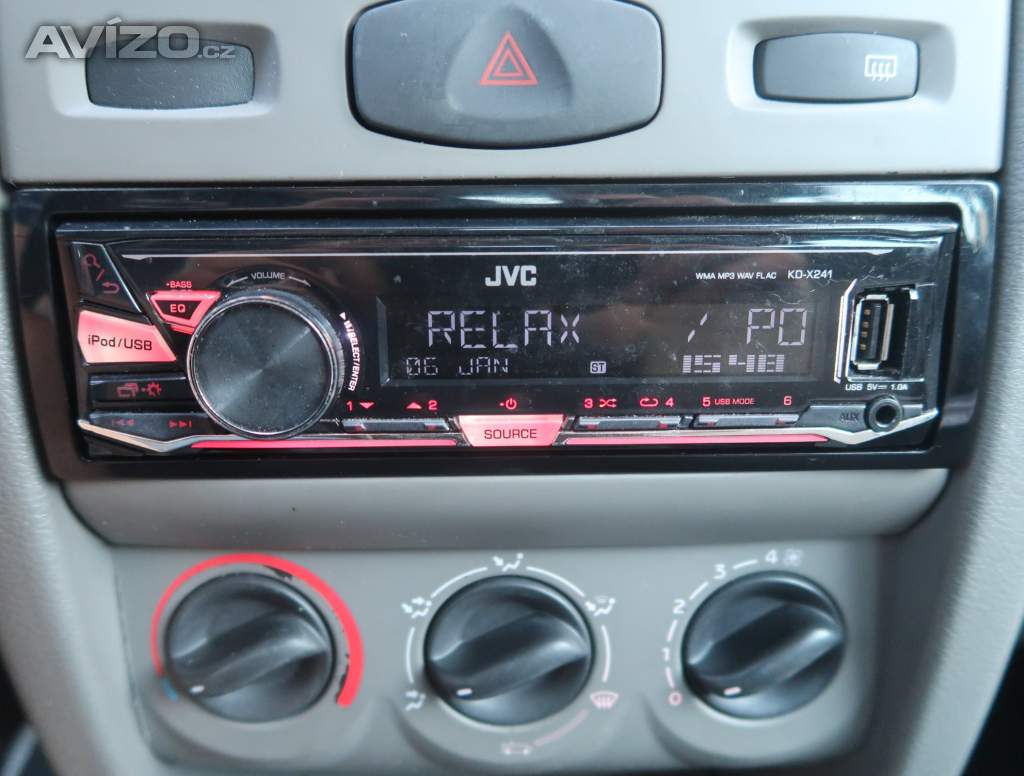 AVÍZO.cz
VOLUME
JVC
WMA MP3 WAV FLAC KD-X241
+BASS
EQ
iPod/USB
/SELECT/ENTER
RELAX / PO
06 JAN ST 15:48
USB 5V 1.0A
1 2 3 4 5 USB MODE 6
SOURCE
AUX
0 1 2 3 4